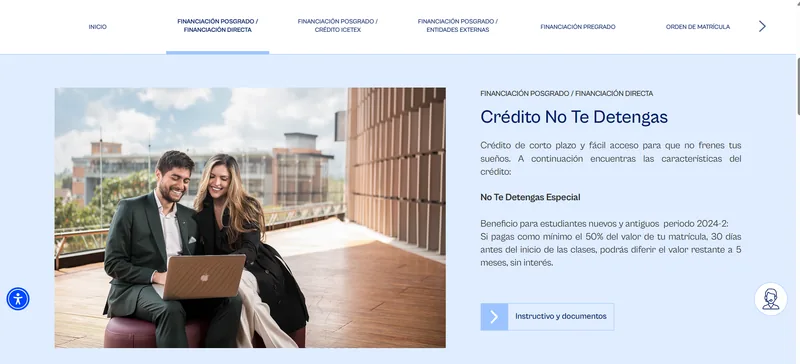 INICIO
FINANCIACIÓN POSGRADO /
FINANCIACIÓN DIRECTA
FINANCIACIÓN POSGRADO /
CRÉDITO ICETEX
FINANCIACIÓN POSGRADO /
ENTIDADES EXTERNAS
FINANCIACIÓN PREGRADO
ORDEN DE MATRÍCULA
FINANCIACIÓN POSGRADO / FINANCIACIÓN DIRECTA
Crédito No Te Detengas
Crédito de corto plazo y fácil acceso para que no frenes tus
sueños. A continuación encuentras las características del
crédito:
No Te Detengas Especial
Beneficio para estudiantes nuevos y antiguos periodo 2024-2:
Si pagas como mínimo el 50% del valor de tu matrícula, 30 días
antes del inicio de las clases, podrás diferir el valor restante a 5
meses, sin interés.
Instructivo y documentos